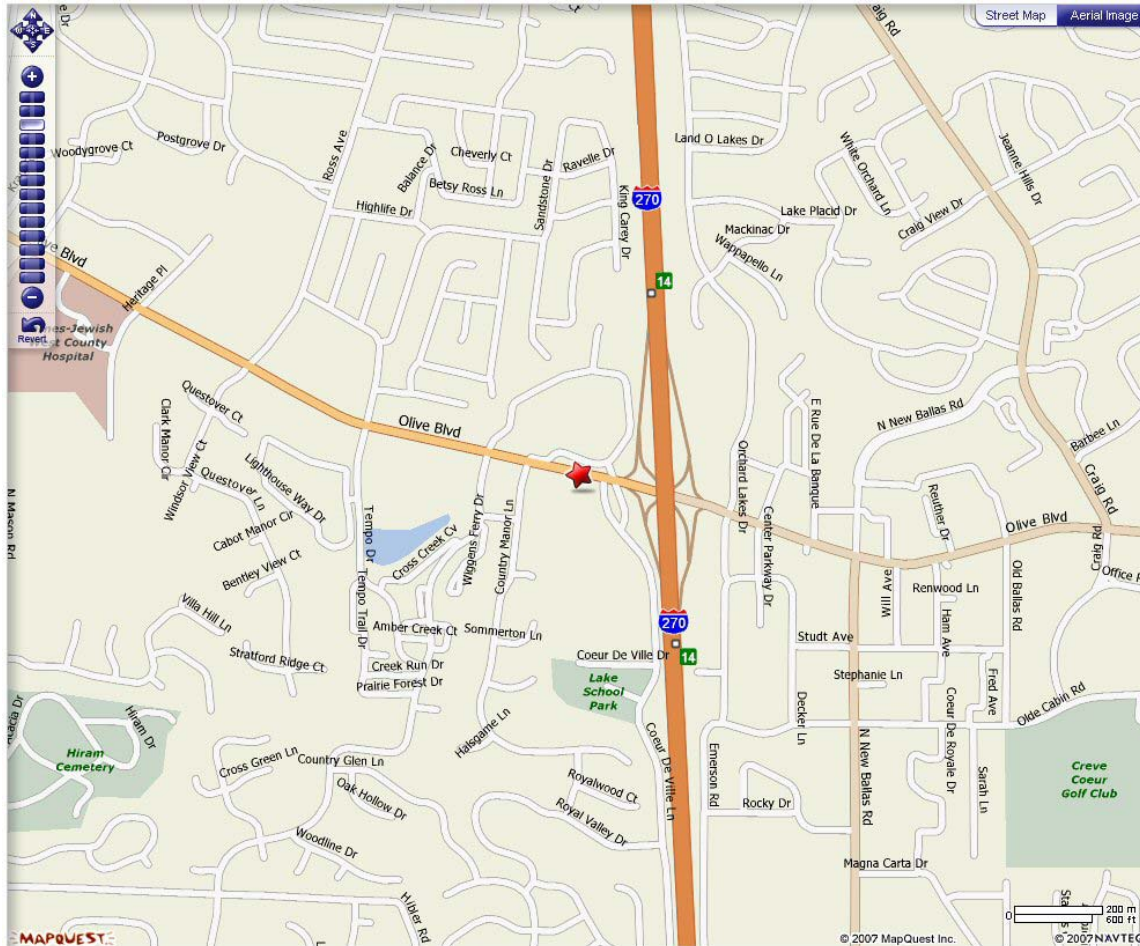 Street Map
Aerial Image
N
W
E
S
Revert
Craig Rd
Ross Ave
Postgrove Dr
Woodygrove Ct
Balance Dr
Cheverly Ct
Betsy Ross Ln
Highlife Dr
Sandstone Dr
Ravelle Dr
King Carey Dr
270
14
Land O Lakes Dr
White Orchard Ln
Jeanne Hills Dr
Lake Placid Dr
Mackinac Dr
Craig View Dr
Wappapello Ln
Olive Blvd
Heritage Pl
West County
Hospital
Questover Ct
Clark Manor Cir
Windsor View Ct
Questover Ln
Lighthouse Way Dr
Cabot Manor Cir
Bentley View Ct
N Mason Rd
Olive Blvd
Tempo Dr
Cross Creek Cv
Wiggens Ferry Dr
Country Manor Ln
Orchard Lakes Dr
E Rue De La Banque
Center Parkway Dr
N New Ballas Rd
Barbee Ln
Craig Rd
Reuther Dr
Olive Blvd
Craig Rd
Will Ave
Renwood Ln
Old Ballas Rd
Ham Ave
Villa Hill Ln
Stratford Ridge Ct
Tempo Trail Dr
Amber Creek Ct
Creek Run Dr
Prairie Forest Dr
Sommerton Ln
270
14
Coeur De Ville Dr
Lake
School
Park
Studt Ave
Stephanie Ln
Fred Ave
Olde Cabin Rd
Decker Ln
Acacia Dr
Hiram Dr
Hiram
Cemetery
Cross Green Ln
Country Glen Ln
Halsgame Ln
Oak Hollow Dr
Woodline Dr
Hibler Rd
Royalwood Ct
Royal Valley Dr
Coeur De Ville Ln
Emerson Rd
Rocky Dr
N New Ballas Rd
Coeur De Royale Dr
Sarah Ln
Creve
Coeur
Golf Club
Magna Carta Dr
0
200 m
600 ft
MAPQUEST
© 2007 MapQuest Inc.
© 2007 NAVTEQ